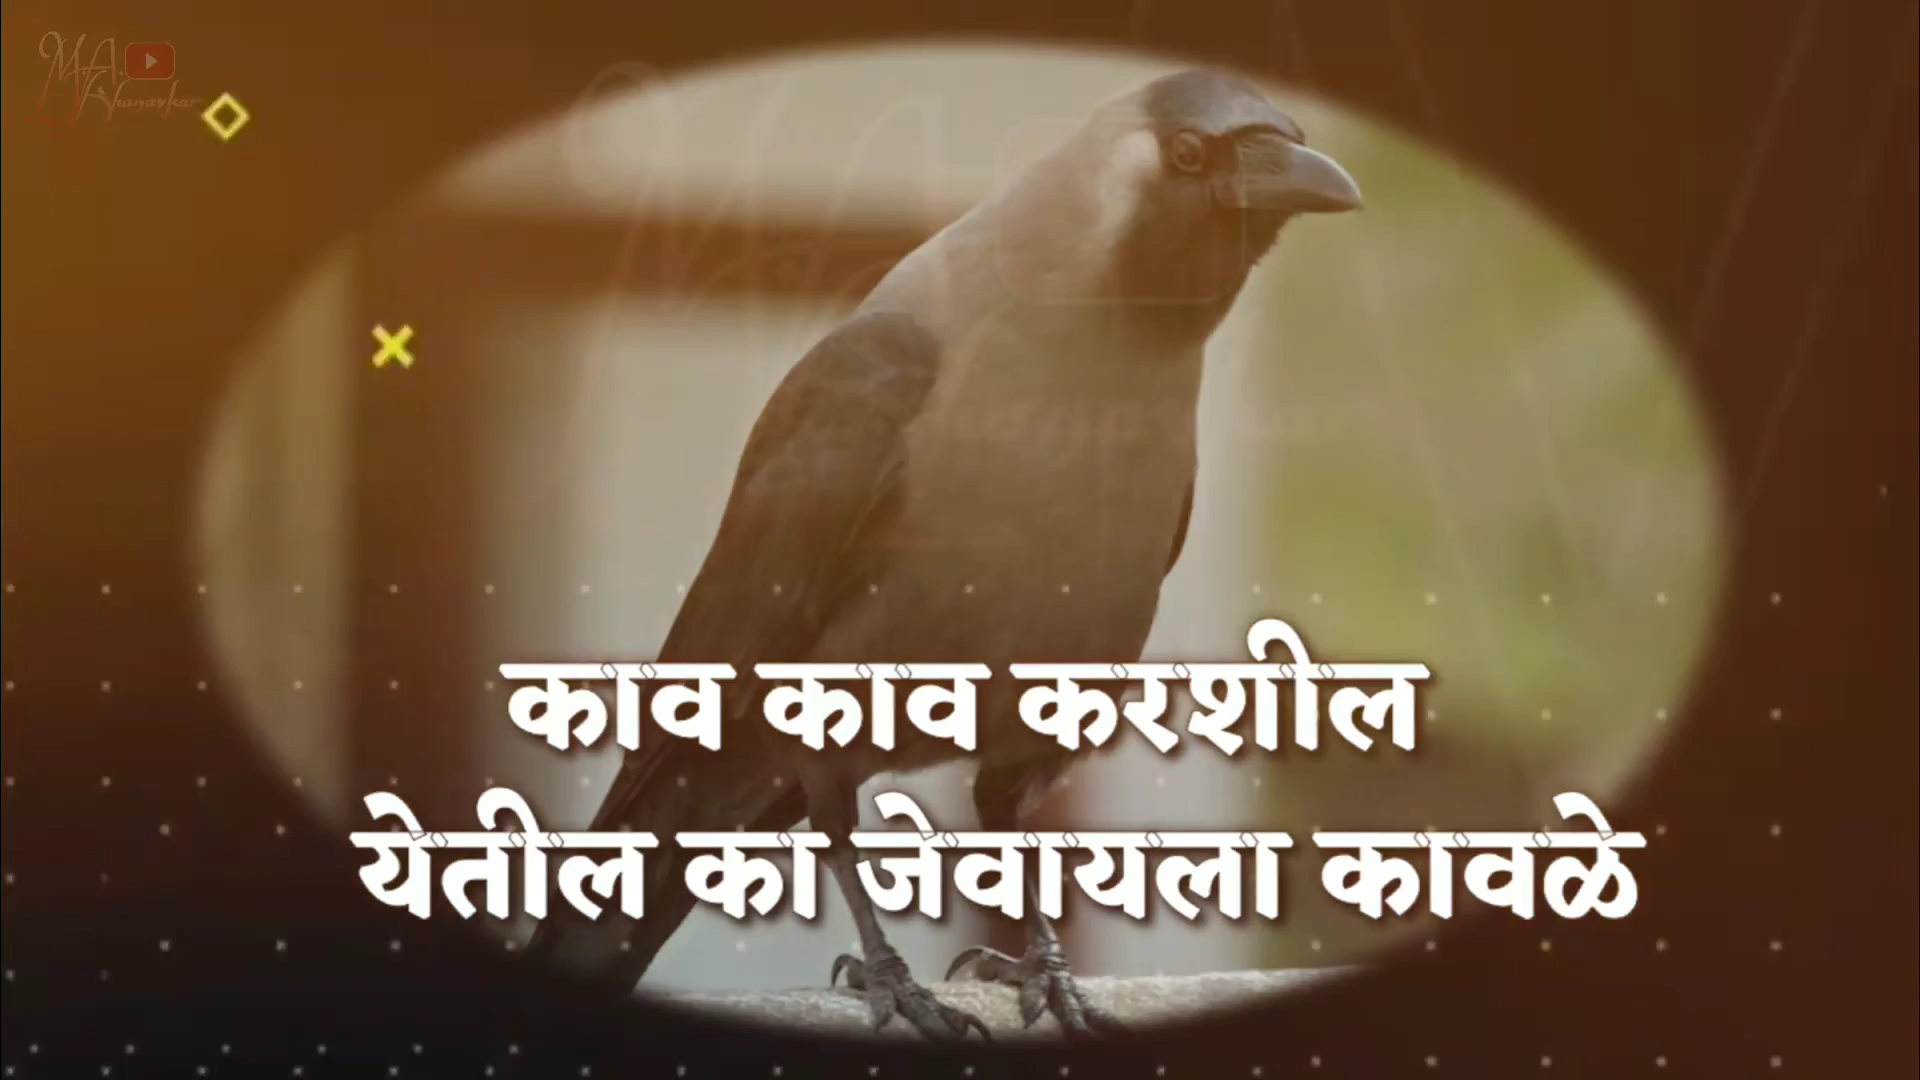 M.A.
काव काव करशील
येतील का जेवायला कावळे